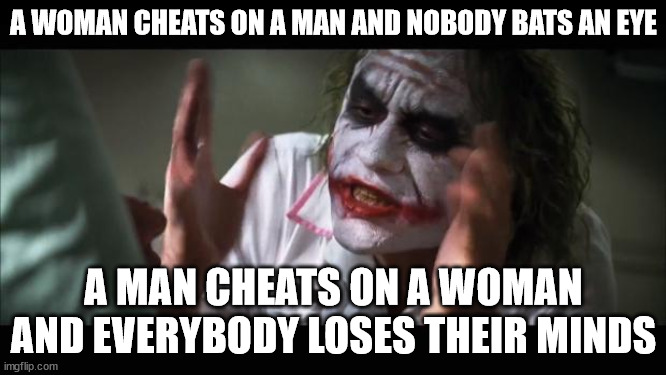 A WOMAN CHEATS ON A MAN AND NOBODY BATS AN EYE
A MAN CHEATS ON A WOMAN
AND EVERYBODY LOSES THEIR MINDS
imgflip.com